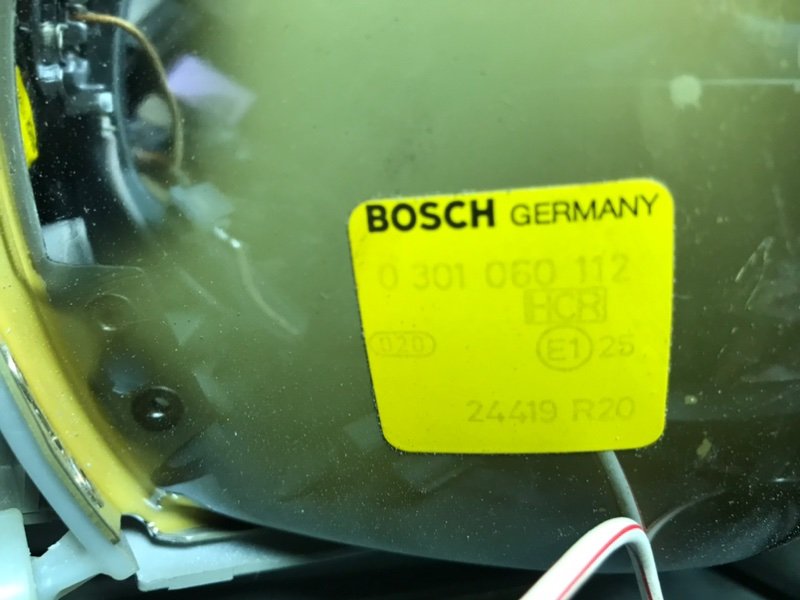 BOSCH GERMANY
0 301 060 112
HCR
020 E1 25
24419 R20